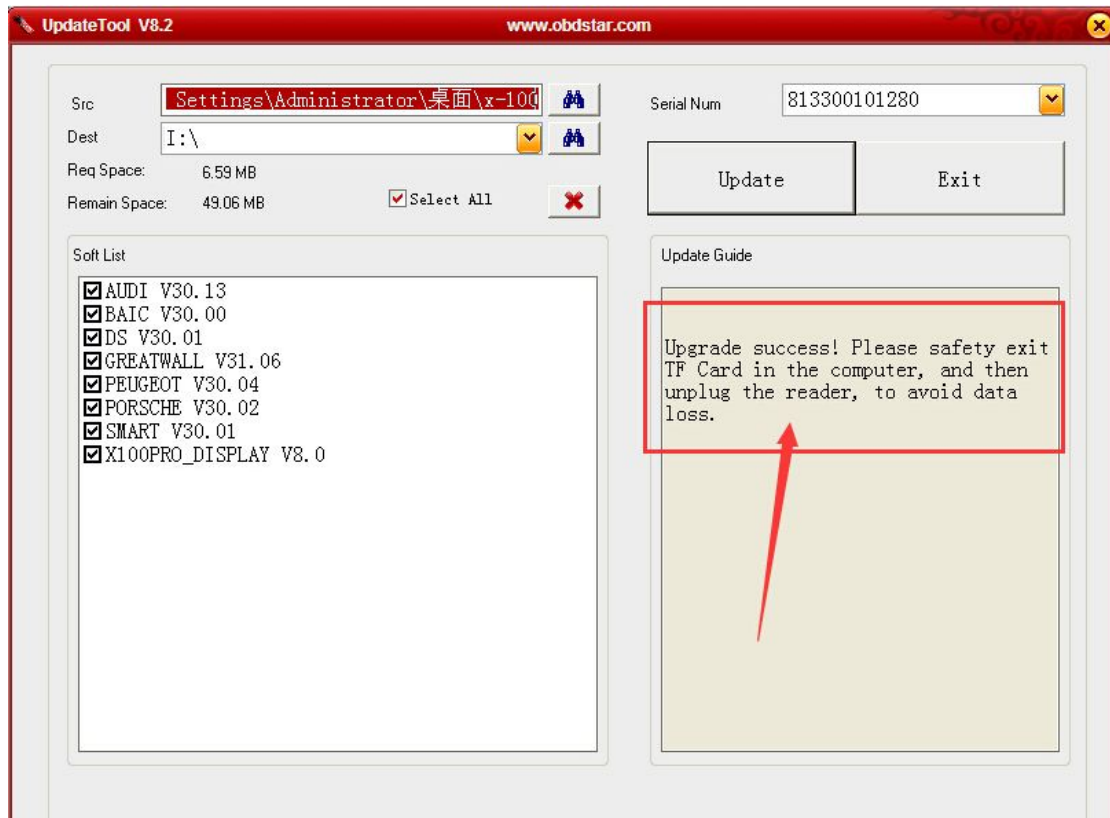 UpdateTool V8.2
www.obdstar.com
Src
Settings\Administrator\桌面\x-100
Serial Num
813300101280
Dest
I:\
Req Space:
6.59 MB
Update
Exit
Remain Space:
49.06 MB
Select All
Soft List
AUDI V30.13
BAIC V30.00
DS V30.01
GREATWALL V31.06
PEUGEOT V30.04
PORSCHE V30.02
SMART V30.01
X100PRO_DISPLAY V8.0
Update Guide
Upgrade success! Please safety exit
TF Card in the computer, and then
unplug the reader, to avoid data
loss.